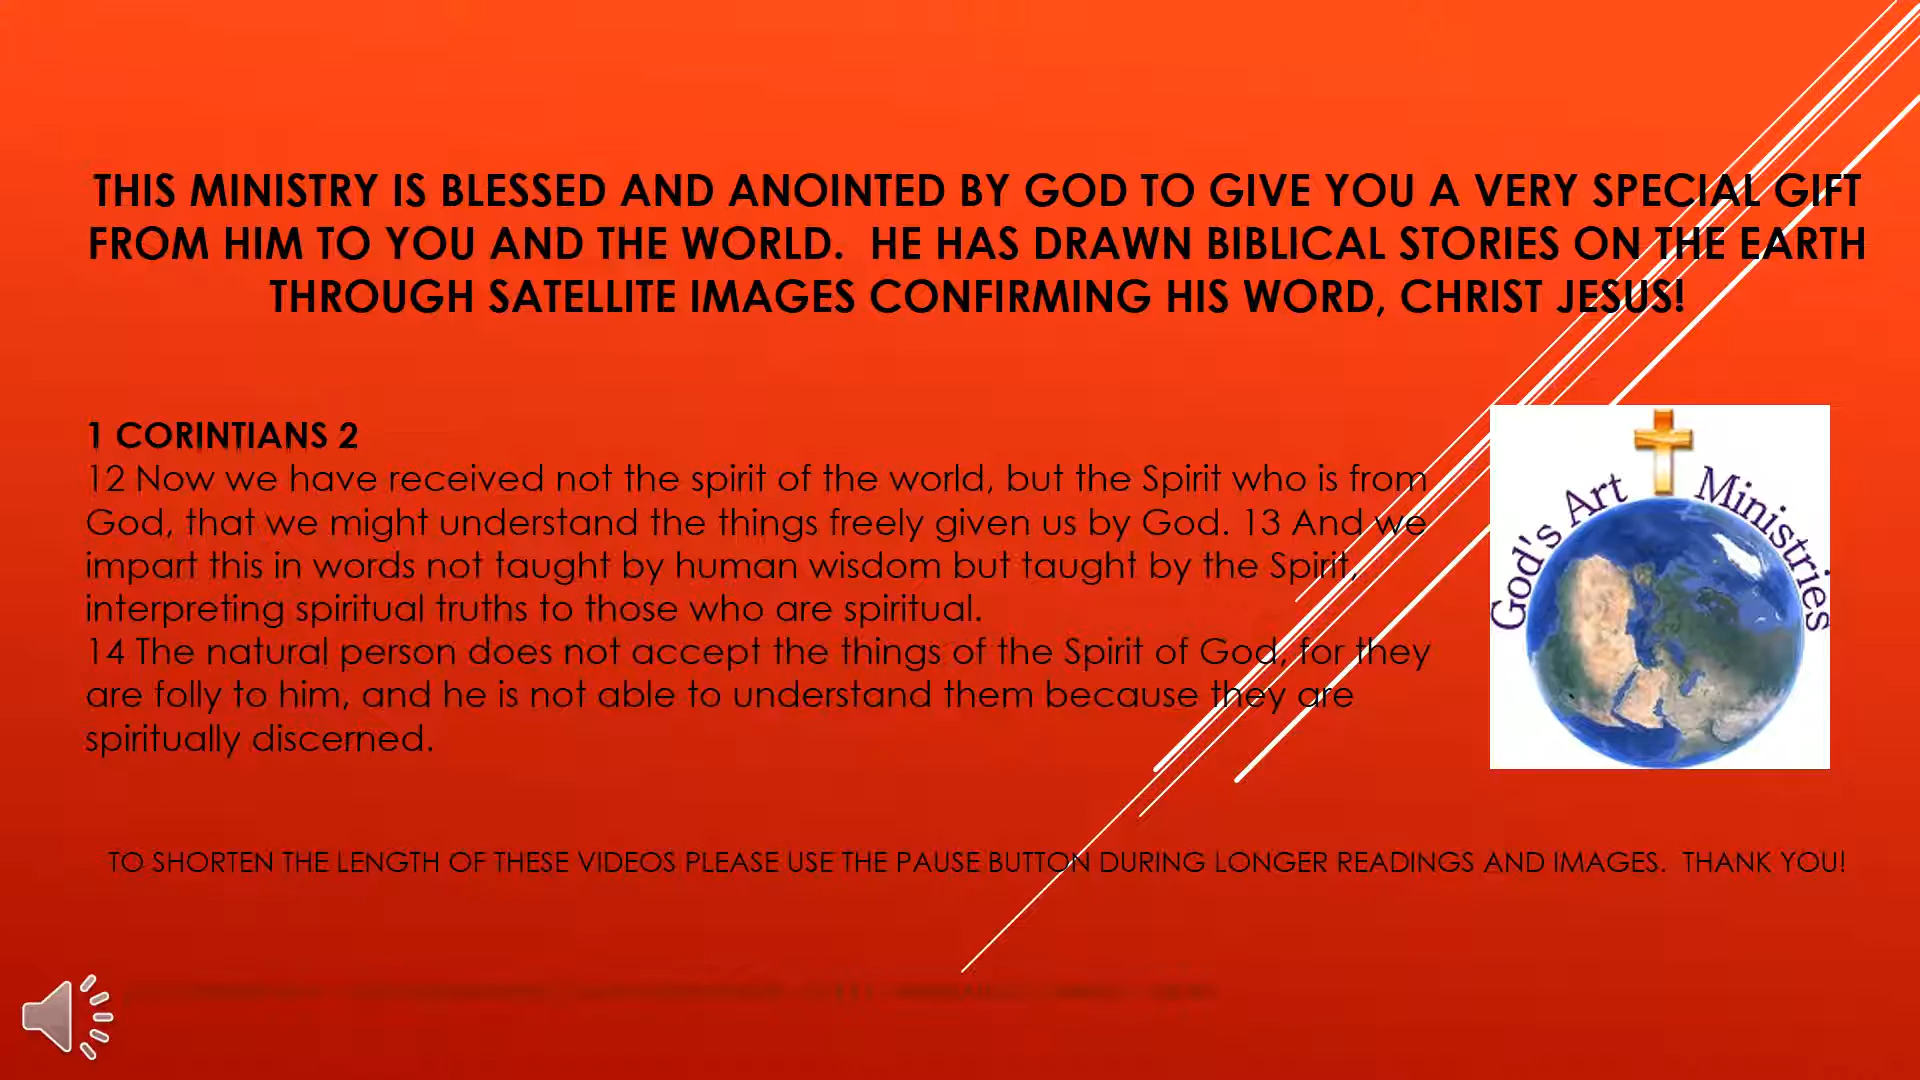 THIS MINISTRY IS BLESSED AND ANOINTED BY GOD TO GIVE YOU A VERY SPECIAL GIFT
FROM HIM TO YOU AND THE WORLD.  HE HAS DRAWN BIBLICAL STORIES ON THE EARTH
THROUGH SATELLITE IMAGES CONFIRMING HIS WORD, CHRIST JESUS!
1 CORINTIANS 2
12 Now we have received not the spirit of the world, but the Spirit who is from
God, that we might understand the things freely given us by God. 13 And we
impart this in words not taught by human wisdom but taught by the Spirit,
interpreting spiritual truths to those who are spiritual.
14 The natural person does not accept the things of the Spirit of God, for they
are folly to him, and he is not able to understand them because they are
spiritually discerned.
God's Art Ministries
TO SHORTEN THE LENGTH OF THESE VIDEOS PLEASE USE THE PAUSE BUTTON DURING LONGER READINGS AND IMAGES.  THANK YOU!